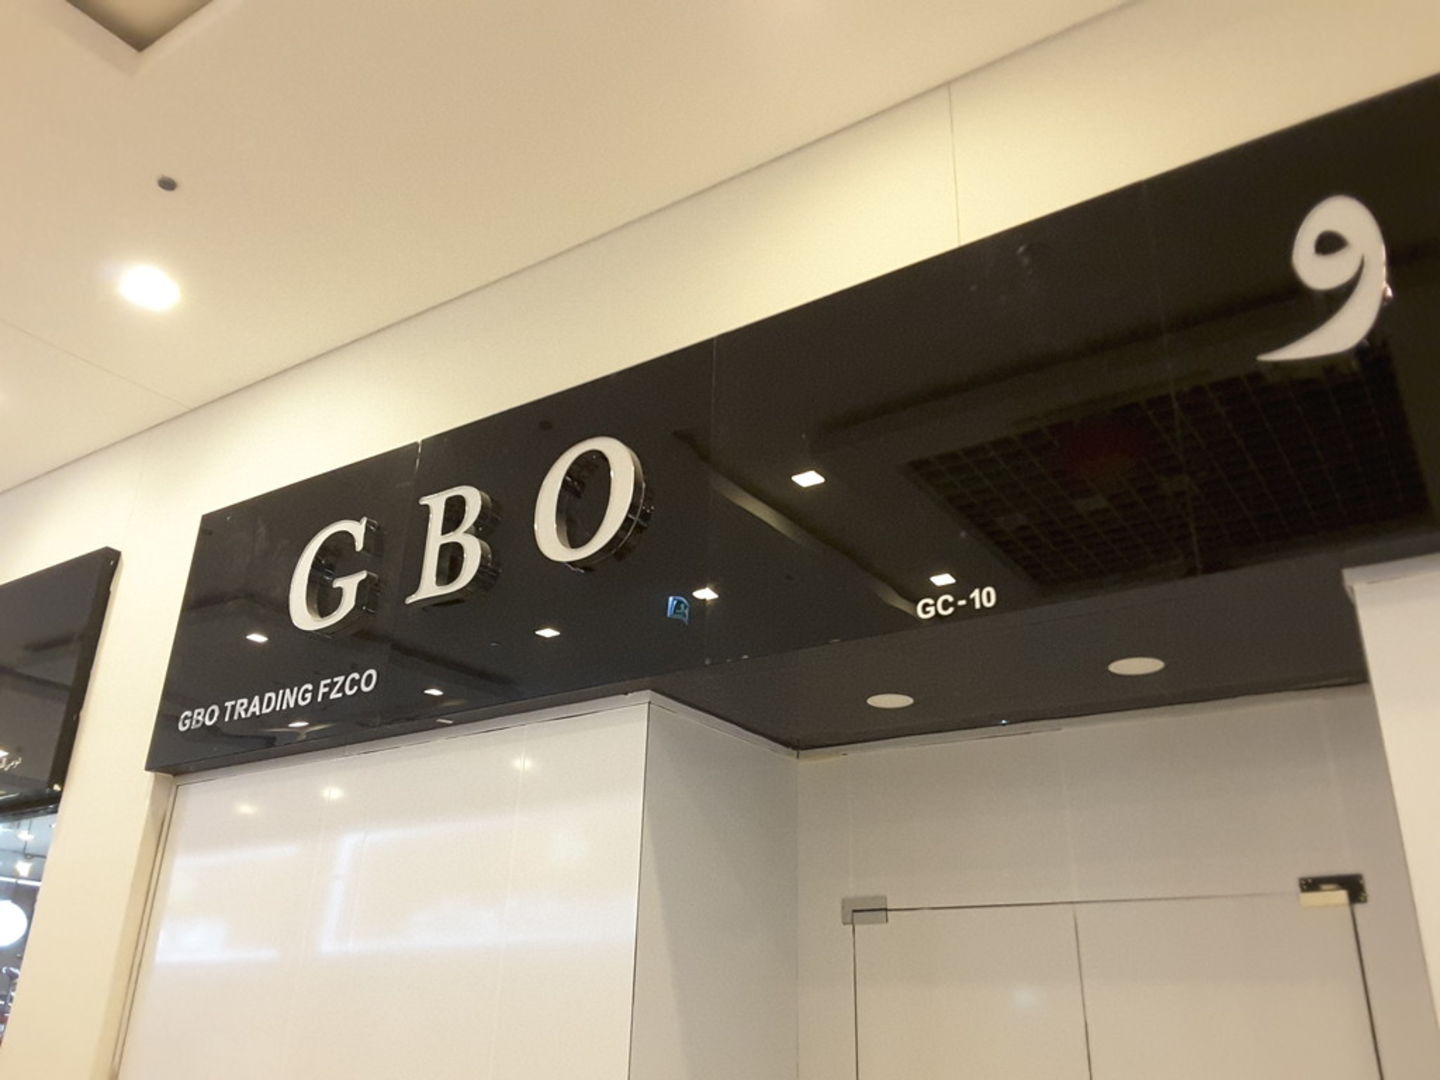 GBO
و
GC-10
GBO TRADING FZCO